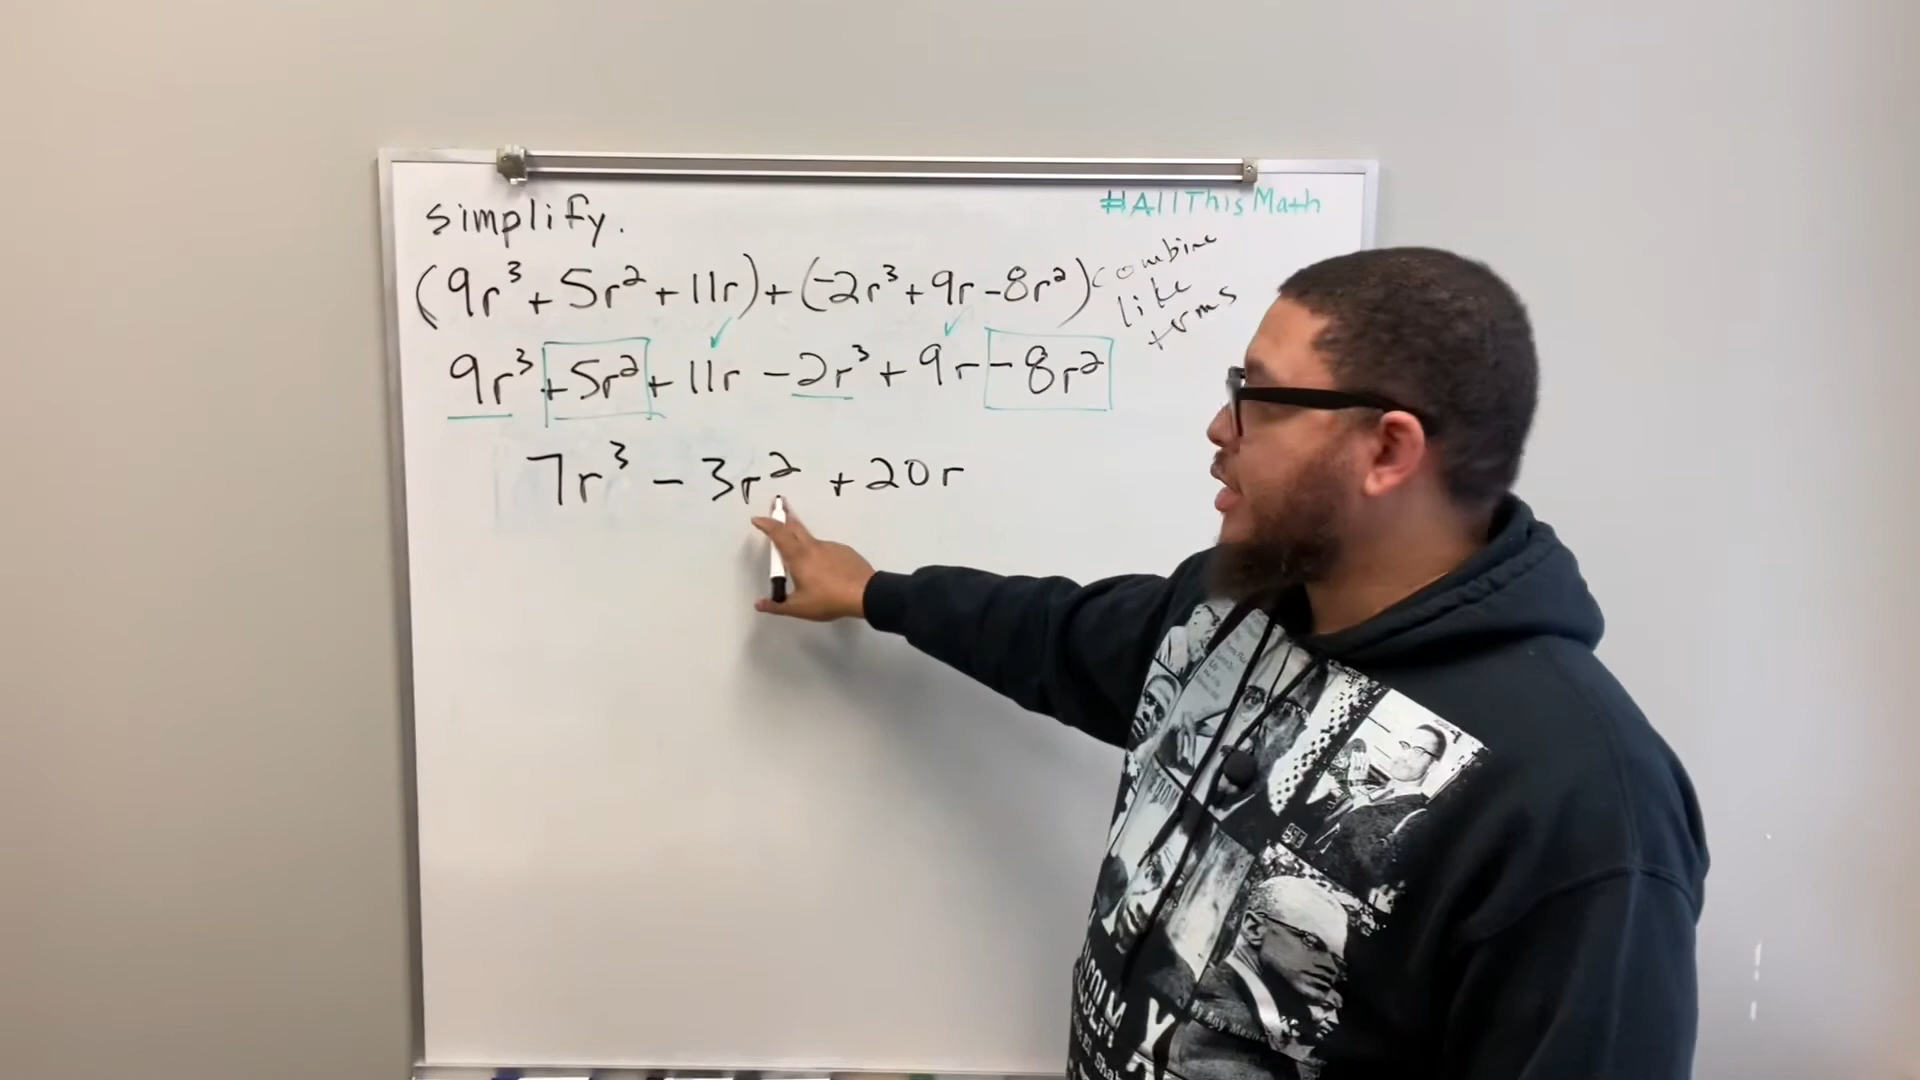 simplify.
#AllThisMath
(9r³+5r²+11r)+(-2r³+9r-8r²)
combine
like
terms
9r³+5r²+11r-2r³+9r-8r²
7r³-3r²+20r